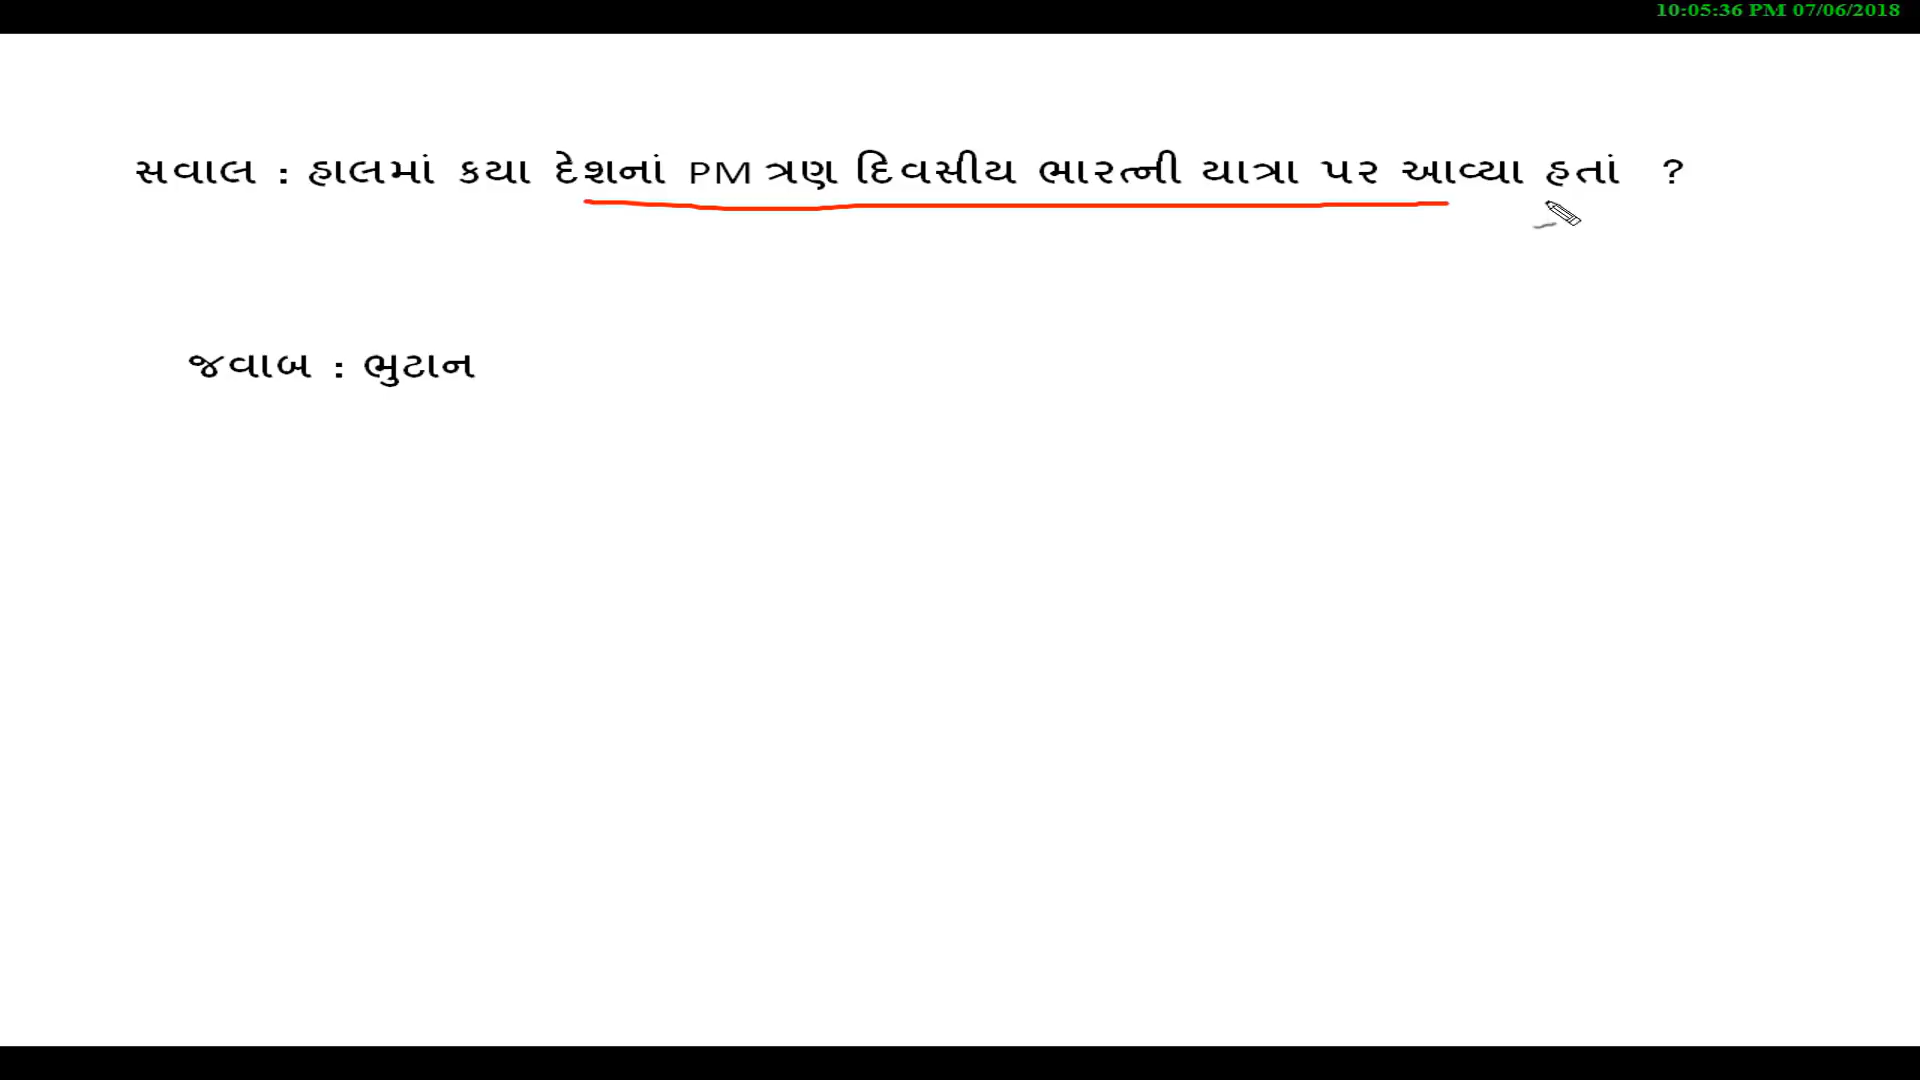 10:05:36 PM 07/06/2018
સવાલ : હાલમાં કયા દેશનાં PM ત્રણ દિવસીય ભારત્ની યાત્રા પર આવ્યા હતાં ?
જવાબ : ભુટાન